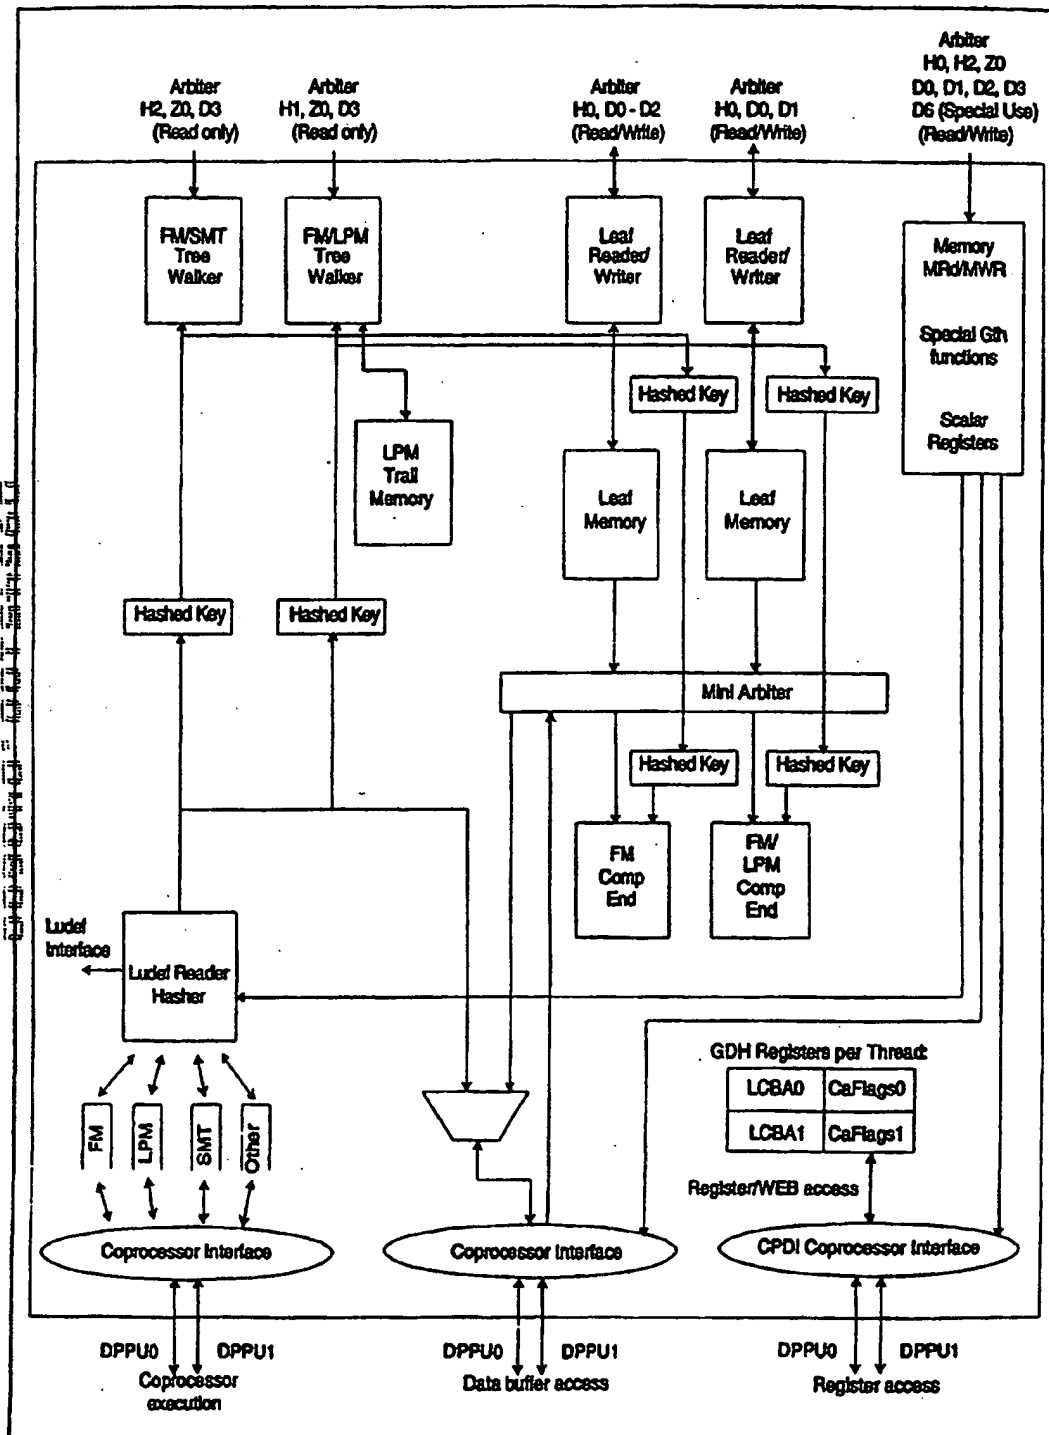 Arbiter
H0, H2, Z0
D0, D1, D2, D3
D6 (Special Use)
(Read/Write)
Arbiter
H2, Z0, D3
(Read only)
Arbiter
H1, Z0, D3
(Read only)
Arbiter
H0, D0 - D2
(Read/Write)
Arbiter
H0, D0, D1
(Read/Write)
FM/SMT
Tree
Walker
FM/LPM
Tree
Walker
Leaf
Reader/
Writer
Leaf
Reader/
Writer
Memory
MRd/MWR
Special Gth
functions
Scalar
Registers
Hashed Key
Hashed Key
LPM
Trail
Memory
Leaf
Memory
Leaf
Memory
Hashed Key
Hashed Key
Mini Arbiter
Hashed Key
Hashed Key
FM
Comp
End
FM/
LPM
Comp
End
Ludef
Interface
Ludef Reader
Hasher
GDH Registers per Thread:
LCBA0 CaFlags0
LCBA1 CaFlags1
FM
LPM
SMT
Other
Register/WEB access
Coprocessor Interface
Coprocessor Interface
CPDI Coprocessor Interface
DPPU0 DPPU1
Coprocessor
execution
DPPU0 DPPU1
Data buffer access
DPPU0 DPPU1
Register access